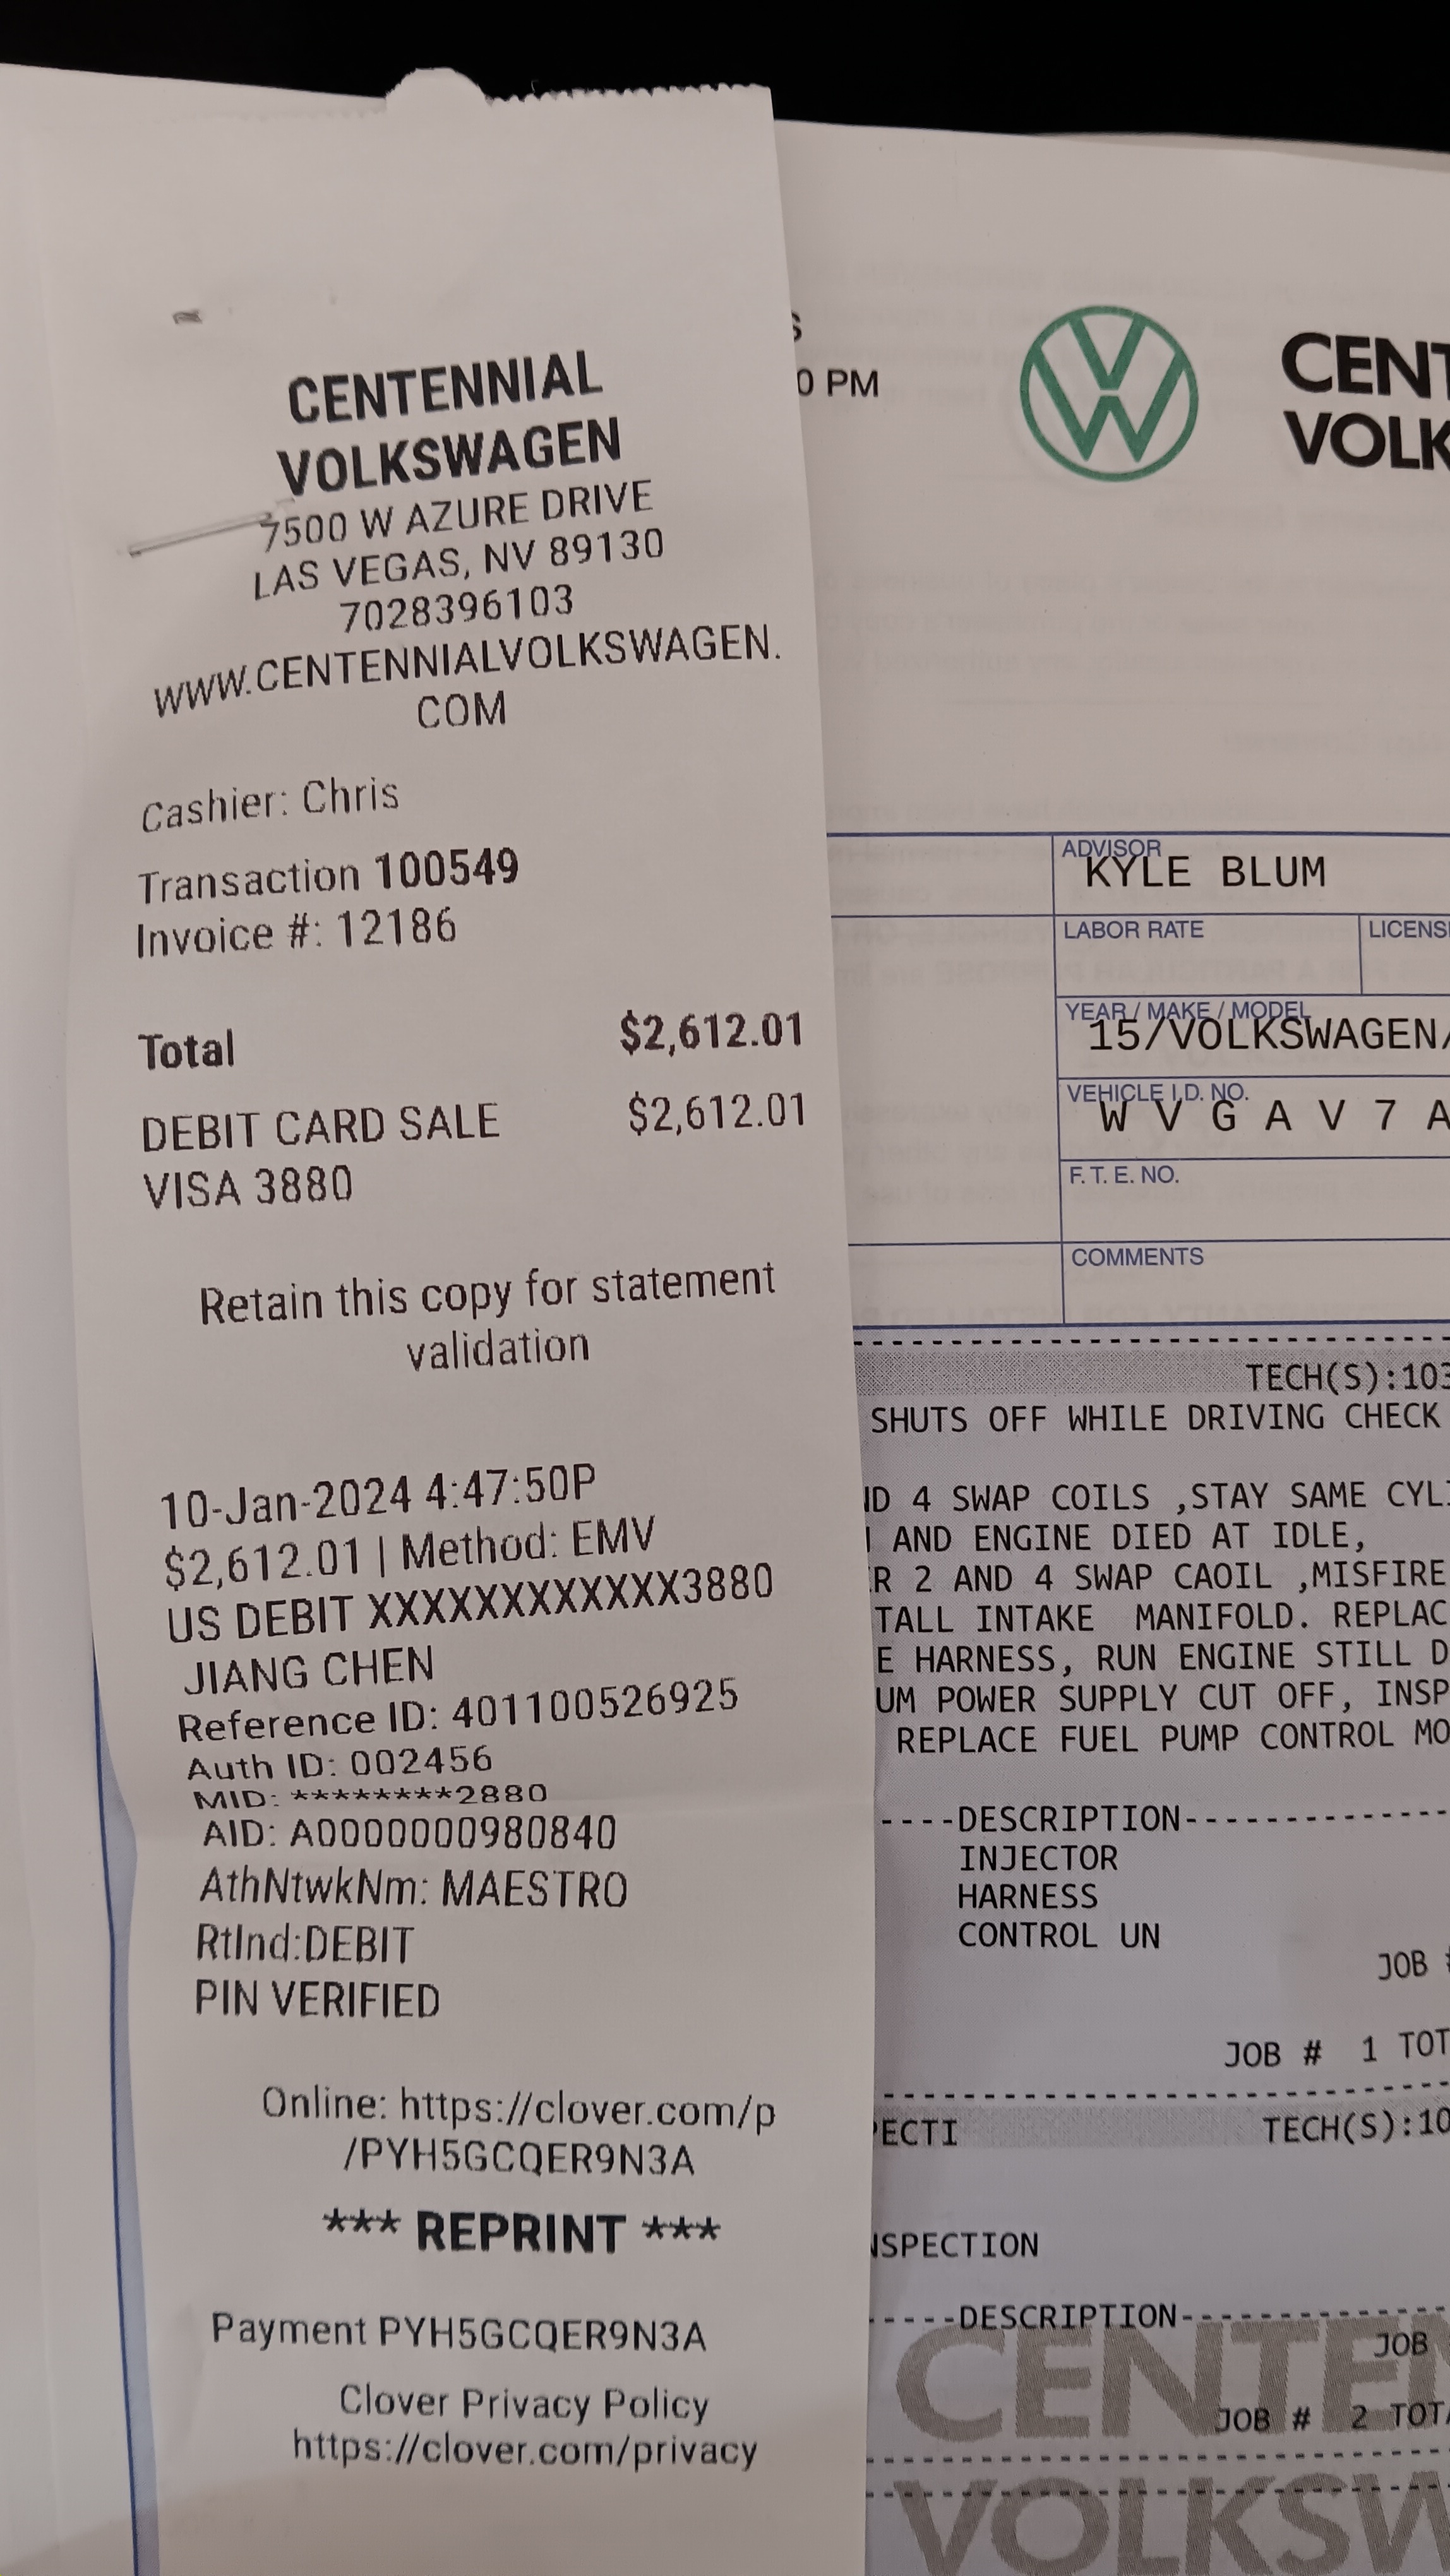 CENTENNIAL
VOLKSWAGEN
7500 W AZURE DRIVE
LAS VEGAS, NV 89130
7028396103
WWW.CENTENNIALVOLKSWAGEN.
COM
Cashier: Chris
Transaction 100549
Invoice #: 12186
Total $2,612.01
DEBIT CARD SALE $2,612.01
VISA 3880
Retain this copy for statement
validation
10-Jan-2024 4:47:50P
$2,612.01 | Method: EMV
US DEBIT XXXXXXXXXXXX3880
JIANG CHEN
Reference ID: 401100526925
Auth ID: 002456
MID: ********2880
AID: A0000000980840
AthNtwkNm: MAESTRO
RtInd:DEBIT
PIN VERIFIED
Online: https://clover.com/p
/PYH5GCQER9N3A
*** REPRINT ***
Payment PYH5GCQER9N3A
Clover Privacy Policy
https://clover.com/privacy
S
0 PM
CENT
VOLK
ADVISOR
KYLE BLUM
LABOR RATE LICENS
YEAR / MAKE / MODEL
15/VOLKSWAGEN/
VEHICLE I.D. NO.
W V G A V 7 A
F. T. E. NO.
COMMENTS
TECH(S):103
SHUTS OFF WHILE DRIVING CHECK
ND 4 SWAP COILS ,STAY SAME CYLI
AND ENGINE DIED AT IDLE,
R 2 AND 4 SWAP CAOIL ,MISFIRE
TALL INTAKE MANIFOLD. REPLAC
E HARNESS, RUN ENGINE STILL D
UM POWER SUPPLY CUT OFF, INSP
REPLACE FUEL PUMP CONTROL MO
----DESCRIPTION--------------
INJECTOR
HARNESS
CONTROL UN
JOB #
JOB # 1 TOT
PECTI TECH(S):10
NSPECTION
-----DESCRIPTION--------------
JOB
JOB # 2 TOTA
CENTEN
VOLKSW